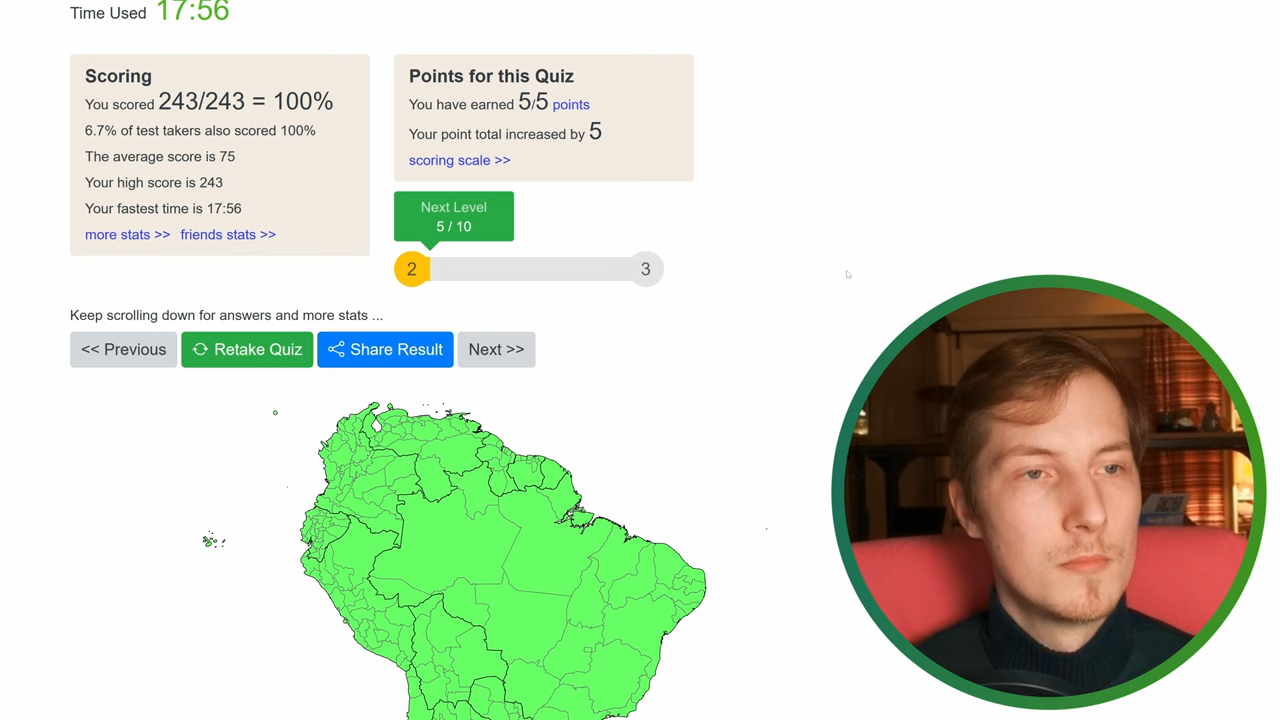 Time Used 17:56
Scoring
You scored 243/243 = 100%
6.7% of test takers also scored 100%
The average score is 75
Your high score is 243
Your fastest time is 17:56
more stats >> friends stats >>
Points for this Quiz
You have earned 5/5 points
Your point total increased by 5
scoring scale >>
Next Level
5 / 10
2
3
Keep scrolling down for answers and more stats ...
<< Previous
Retake Quiz
Share Result
Next >>